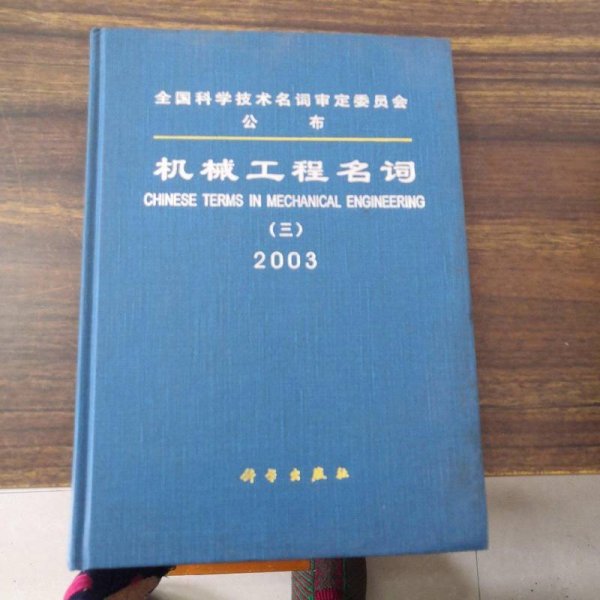 全国科学技术名词审定委员会
公 布
机械工程名词
CHINESE TERMS IN MECHANICAL ENGINEERING
(三)
2003
科学出版社